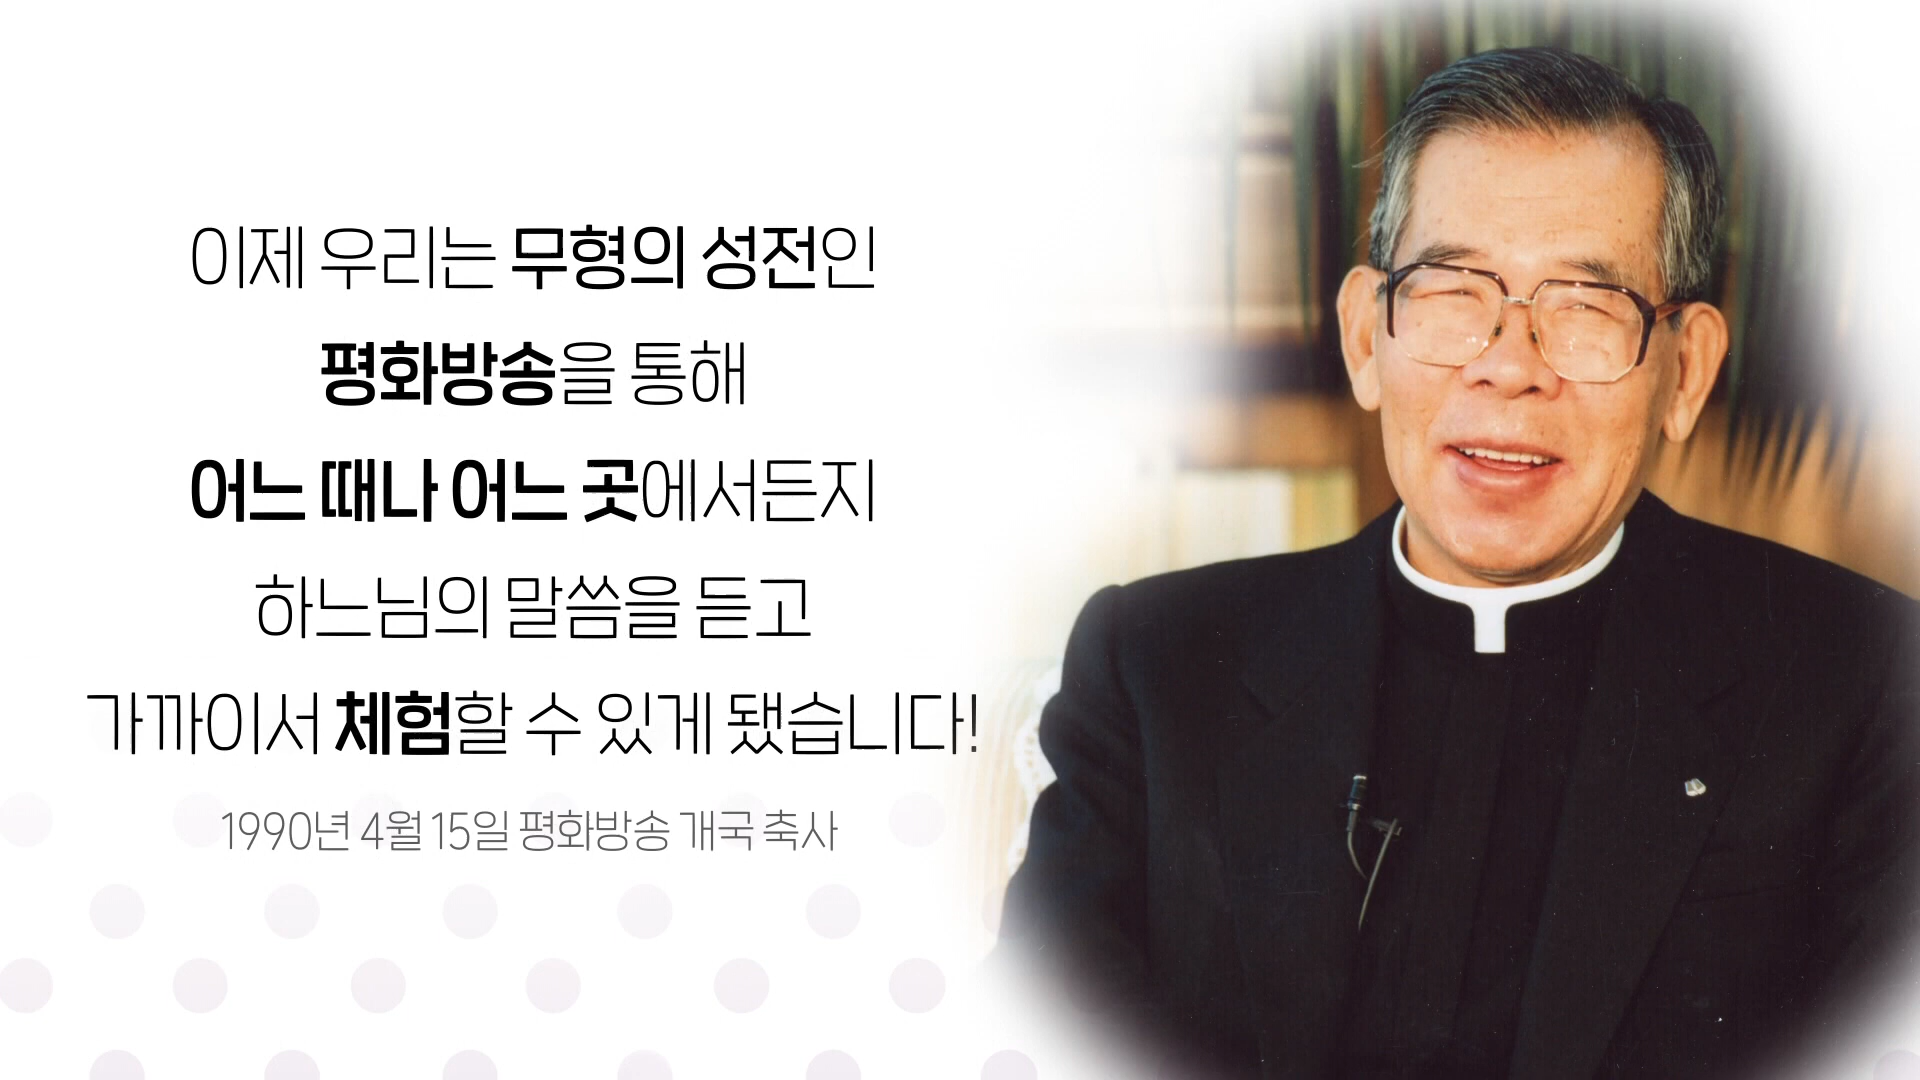 이제 우리는 무형의 성전인
평화방송을 통해
어느 때나 어느 곳에서든지
하느님의 말씀을 듣고
가까이서 체험할 수 있게 됐습니다!
1990년 4월 15일 평화방송 개국 축사